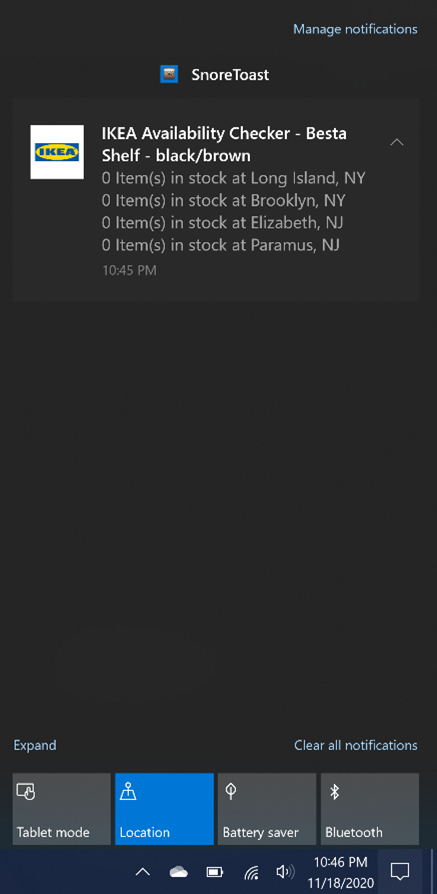 Manage notifications
SnoreToast
IKEA
IKEA Availability Checker - Besta
Shelf - black/brown
0 Item(s) in stock at Long Island, NY
0 Item(s) in stock at Brooklyn, NY
0 Item(s) in stock at Elizabeth, NJ
0 Item(s) in stock at Paramus, NJ
10:45 PM
Expand
Clear all notifications
Tablet mode
Location
Battery saver
Bluetooth
10:46 PM
11/18/2020